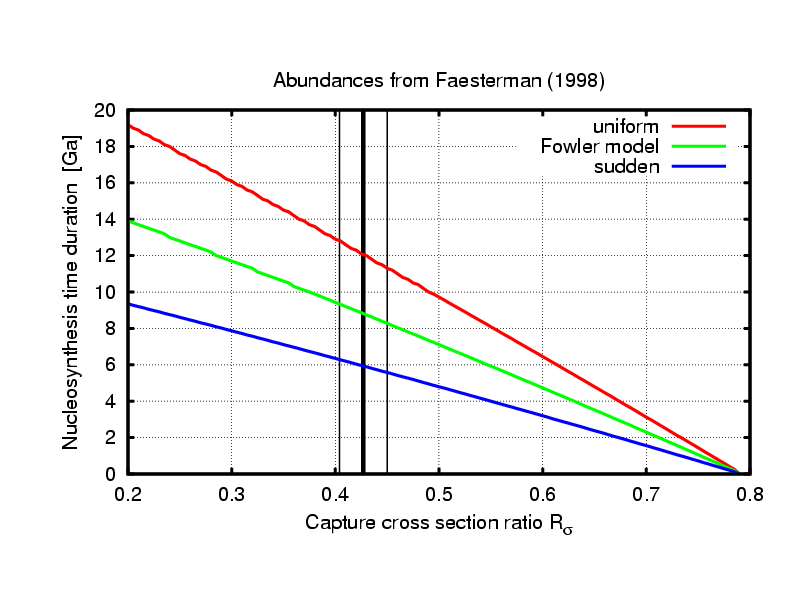 Abundances from Faesterman (1998)
uniform
Fowler model
sudden
Nucleosynthesis time duration [Ga]
20
18
16
14
12
10
8
6
4
2
0
0.2 0.3 0.4 0.5 0.6 0.7 0.8
Capture cross section ratio Rσ